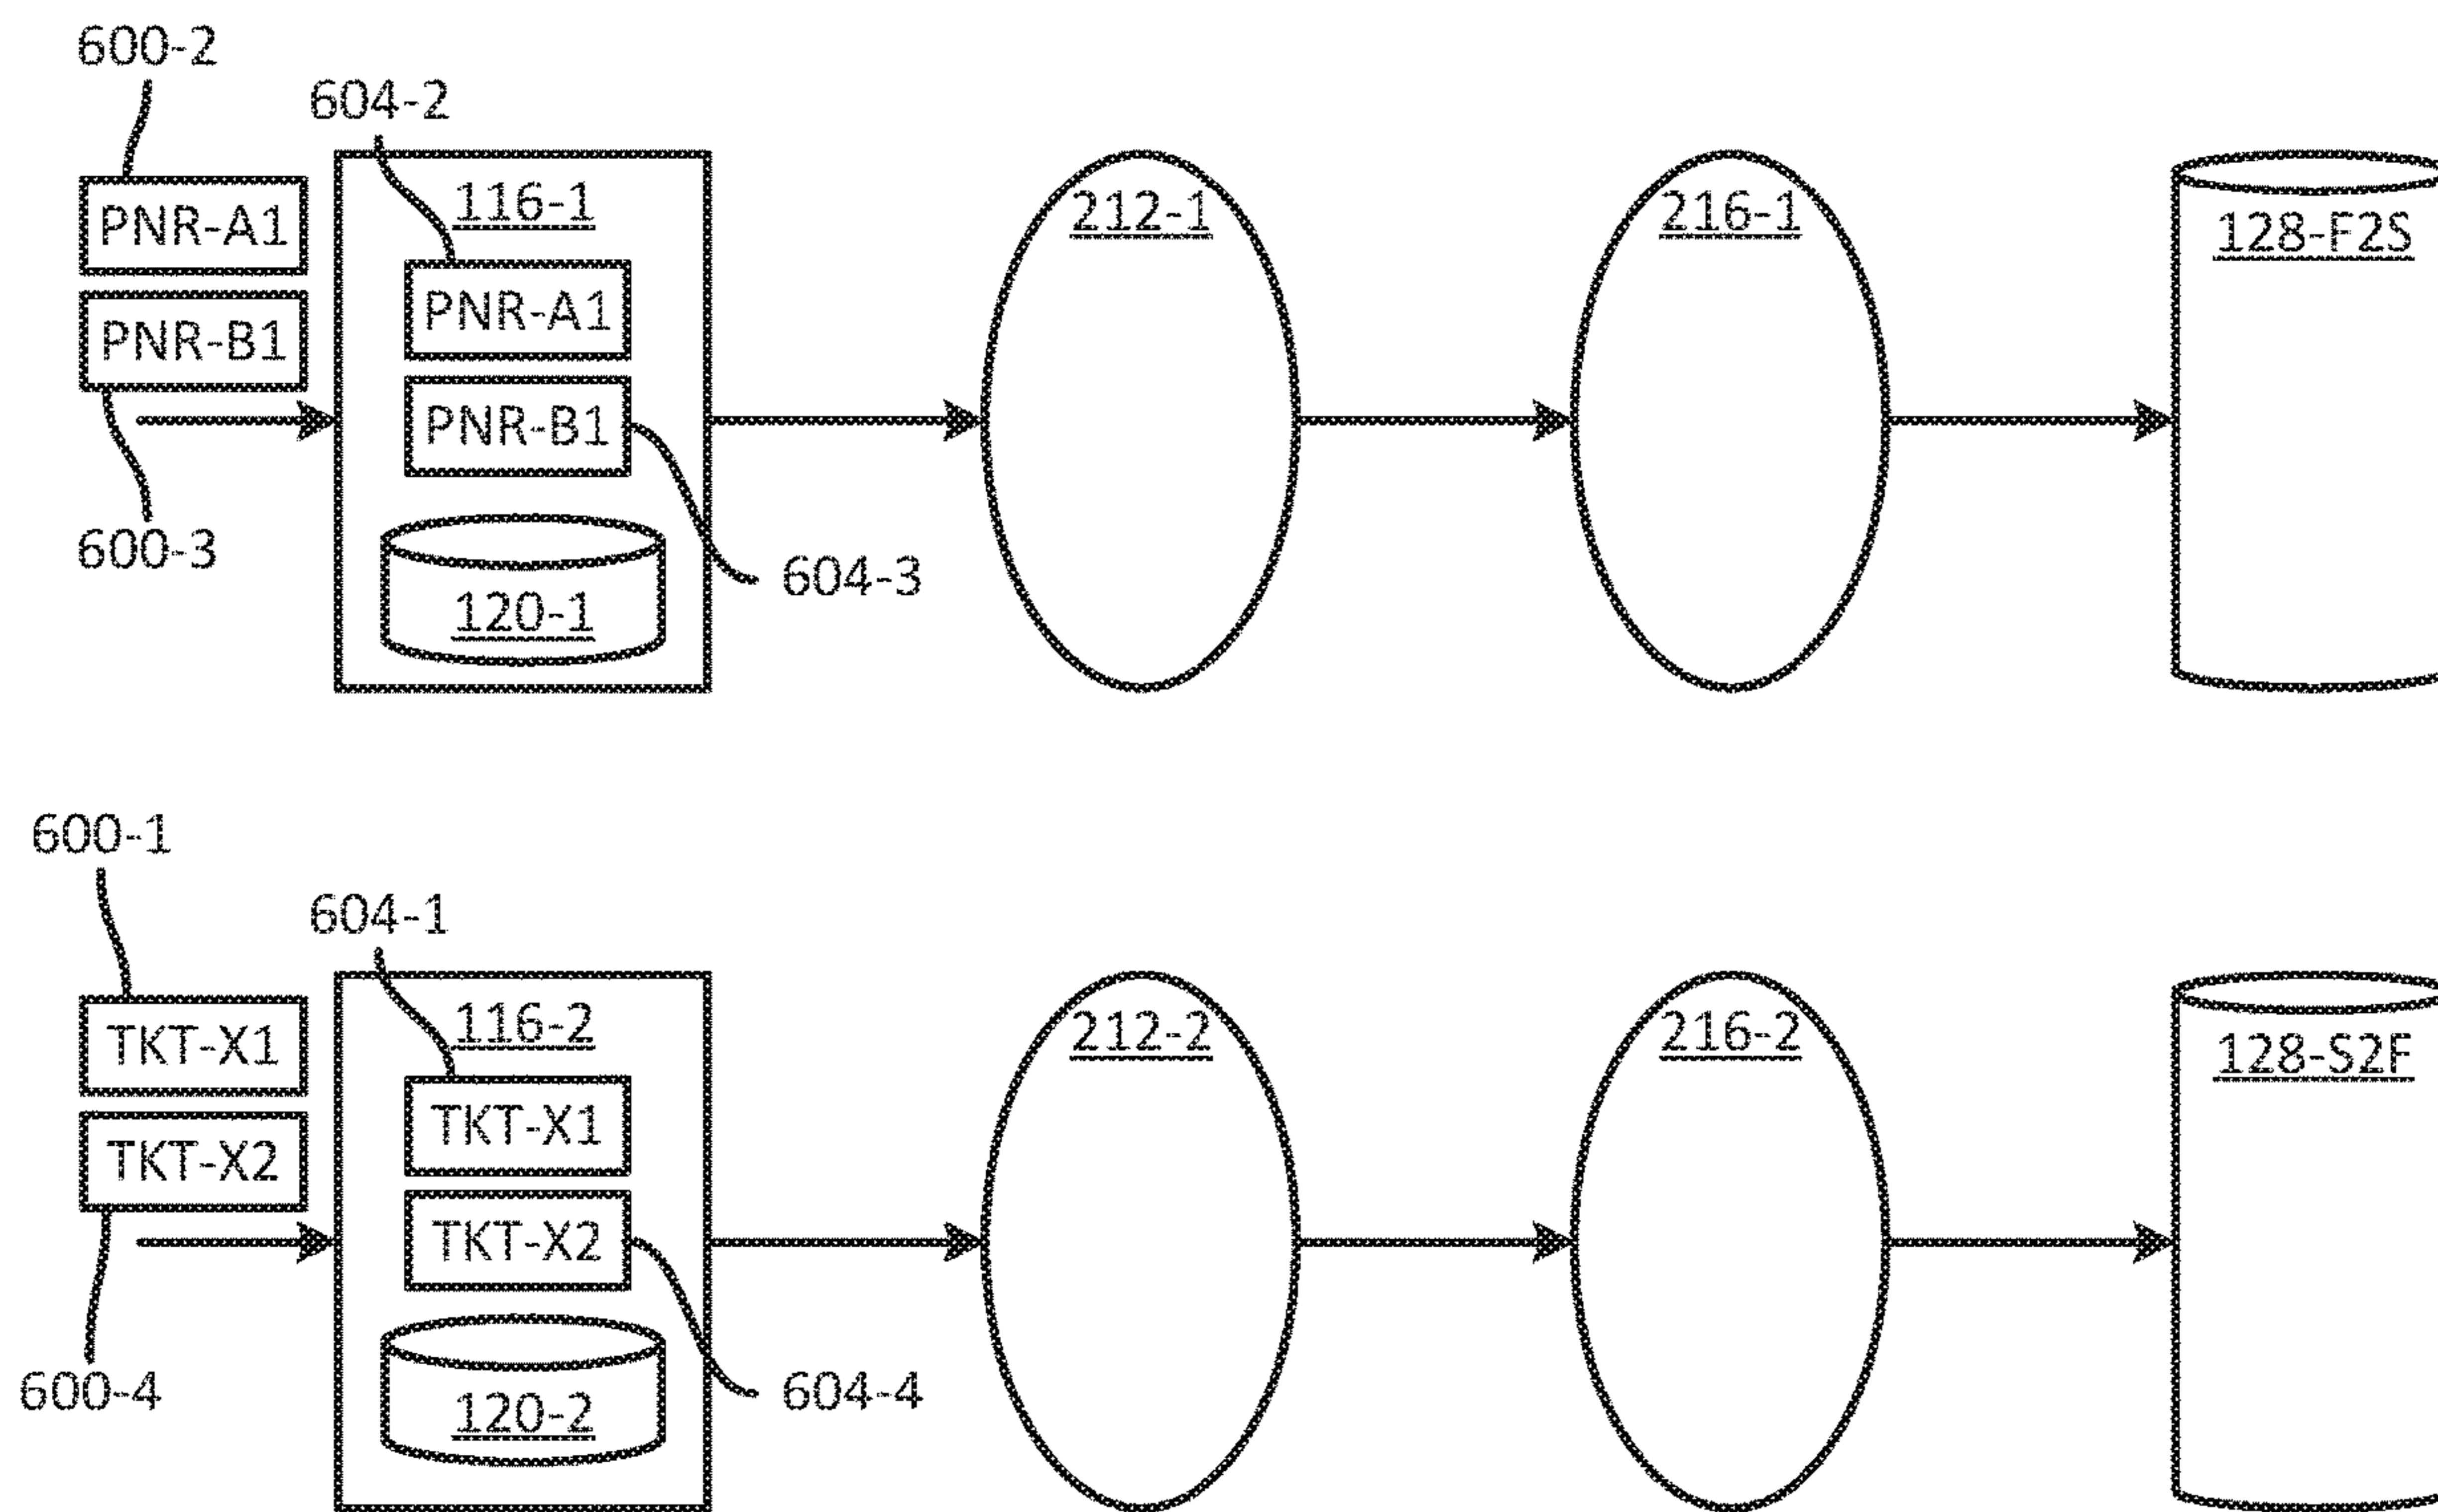 600-2
604-2
PNR-A1
116-1
212-1
216-1
128-F2S
PNR-A1
PNR-B1
PNR-B1
600-3
604-3
120-1
600-1
604-1
TKT-X1
116-2
212-2
216-2
128-S2F
TKT-X1
TKT-X2
TKT-X2
600-4
604-4
120-2